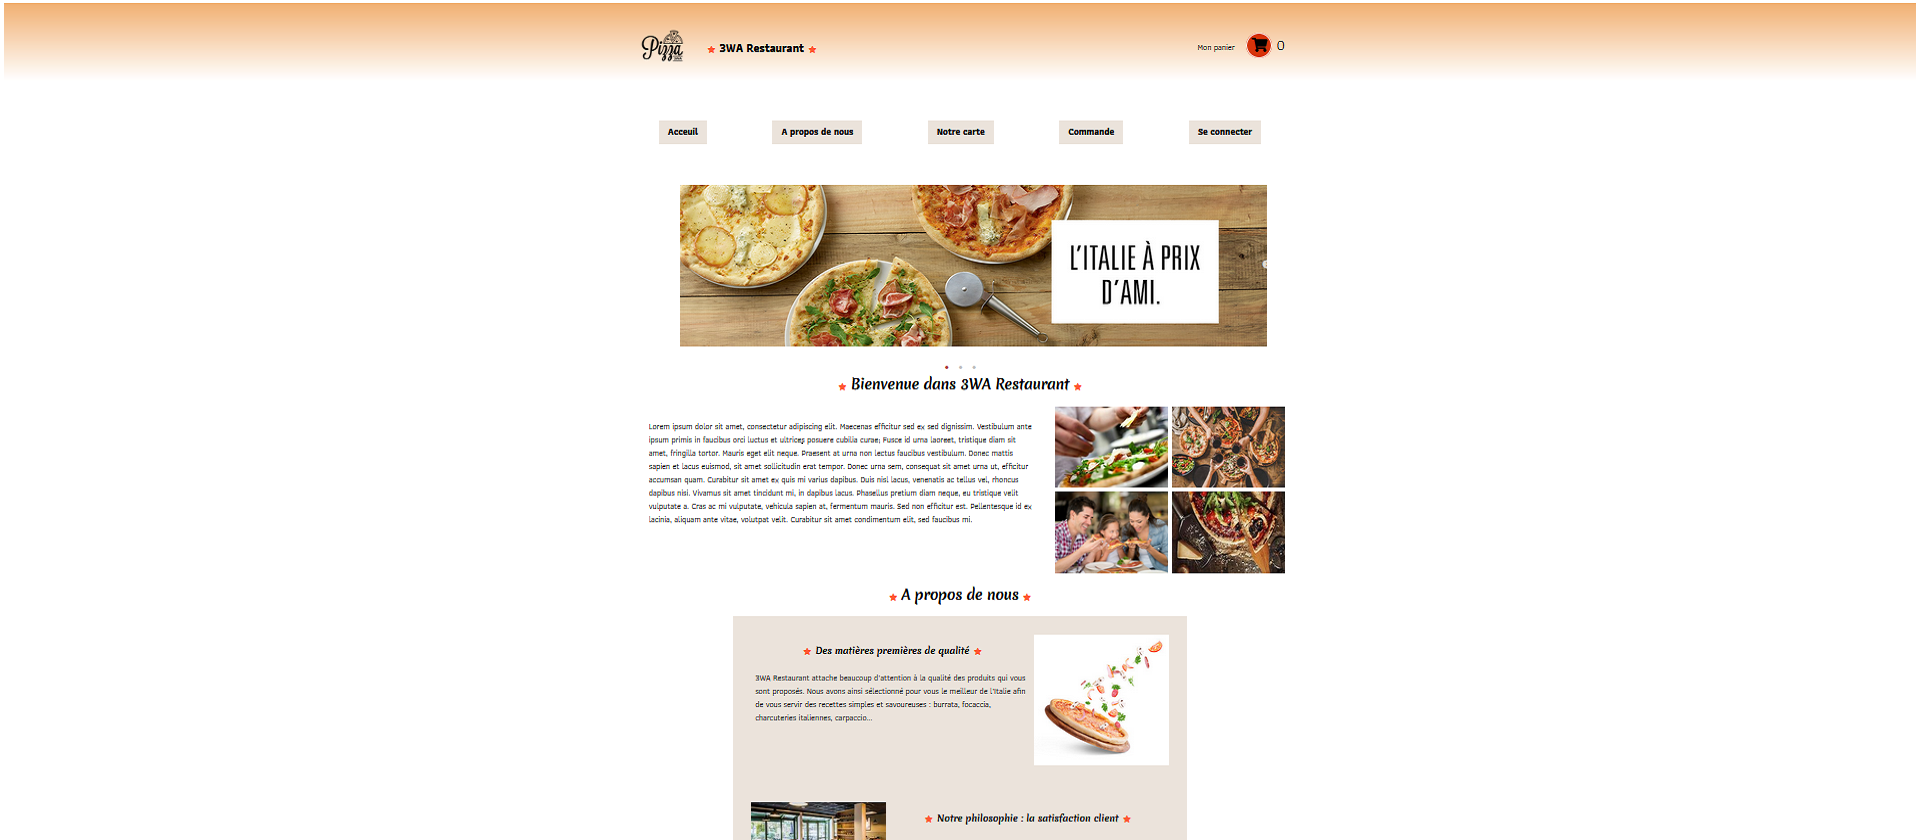 Pizza
3WA Restaurant
Mon panier
0
Acceuil
A propos de nous
Notre carte
Commande
Se connecter
L'ITALIE À PRIX
D'AMI.
Bienvenue dans 3WA Restaurant
Lorem ipsum dolor sit amet, consectetur adipiscing elit. Maecenas efficitur sed ex sed dignissim. Vestibulum ante
ipsum primis in faucibus orci luctus et ultrices posuere cubilia curae; Fusce id urna laoreet, tristique diam sit
amet, fringilla tortor. Mauris eget elit neque. Praesent at urna non lectus faucibus vestibulum. Donec mattis
sapien et lacus euismod, sit amet sollicitudin erat tempor. Donec urna sem, consequat sit amet urna ut, efficitur
accumsan quam. Curabitur sit amet ex quis mi varius dapibus. Duis nisl lacus, venenatis ac tellus vel, rhoncus
dapibus nisi. Vivamus sit amet tincidunt mi, in dapibus lacus. Phasellus pretium diam neque, eu tristique velit
vulputate a. Cras ac mi vulputate, vehicula sapien at, fermentum mauris. Sed non efficitur est. Pellentesque id ex
lacinia, aliquam ante vitae, volutpat velit. Curabitur sit amet condimentum elit, sed faucibus mi.
A propos de nous
Des matières premières de qualité
3WA Restaurant attache beaucoup d'attention à la qualité des produits qui vous
sont proposés. Nous avons ainsi sélectionné pour vous le meilleur de l'Italie afin
de vous servir des recettes simples et savoureuses : burrata, focaccia,
charcuteries italiennes, carpaccio...
Notre philosophie : la satisfaction client